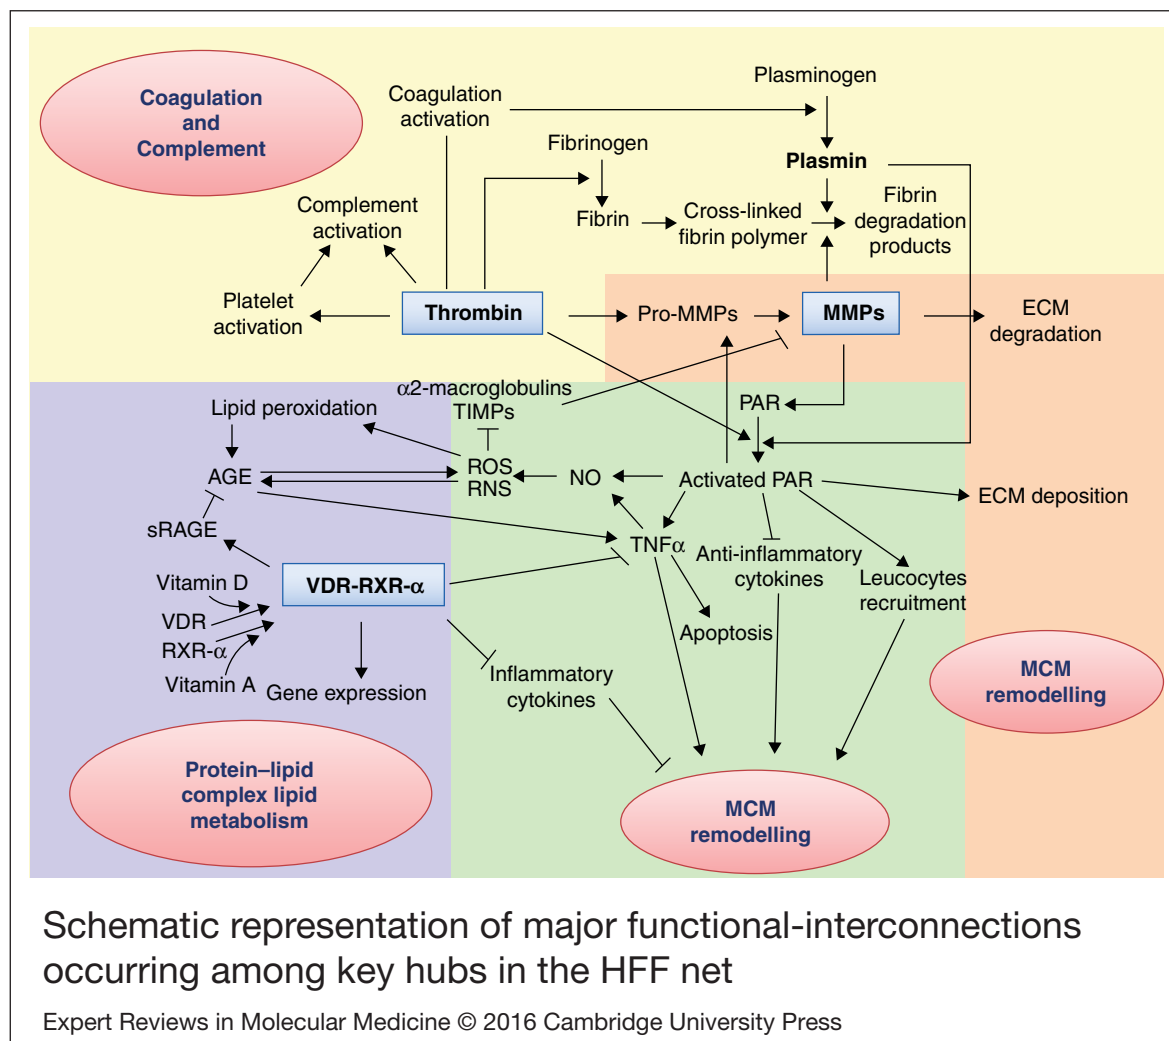 Coagulation
and
Complement
Coagulation
activation
Plasminogen
Fibrinogen
Plasmin
Complement
activation
Fibrin
Cross-linked
fibrin polymer
Fibrin
degradation
products
Platelet
activation
Thrombin
Pro-MMPs
MMPs
ECM
degradation
α2-macroglobulins
TIMPs
Lipid peroxidation
PAR
AGE
ROS
RNS
NO
Activated PAR
ECM deposition
sRAGE
TNFα
Anti-inflammatory
cytokines
Leucocytes
recruitment
Vitamin D
VDR
RXR-α
Vitamin A
VDR-RXR-α
Gene expression
Apoptosis
Inflammatory
cytokines
MCM
remodelling
Protein–lipid
complex lipid
metabolism
MCM
remodelling
Schematic representation of major functional-interconnections
occurring among key hubs in the HFF net
Expert Reviews in Molecular Medicine © 2016 Cambridge University Press